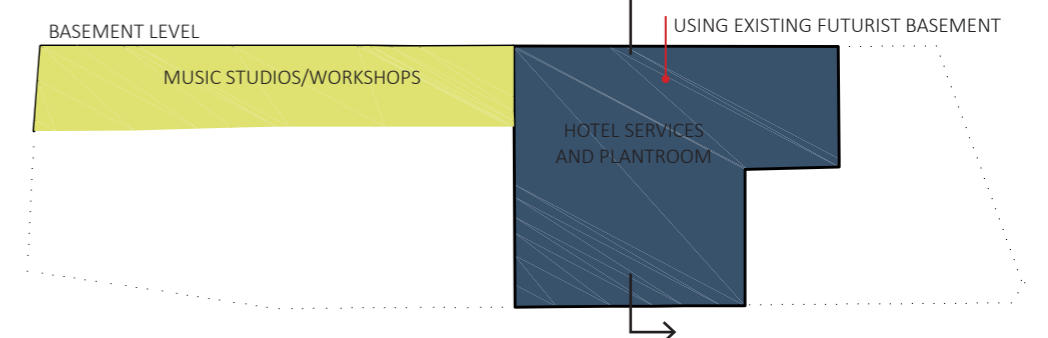 BASEMENT LEVEL
USING EXISTING FUTURIST BASEMENT
MUSIC STUDIOS/WORKSHOPS
HOTEL SERVICES
AND PLANTROOM